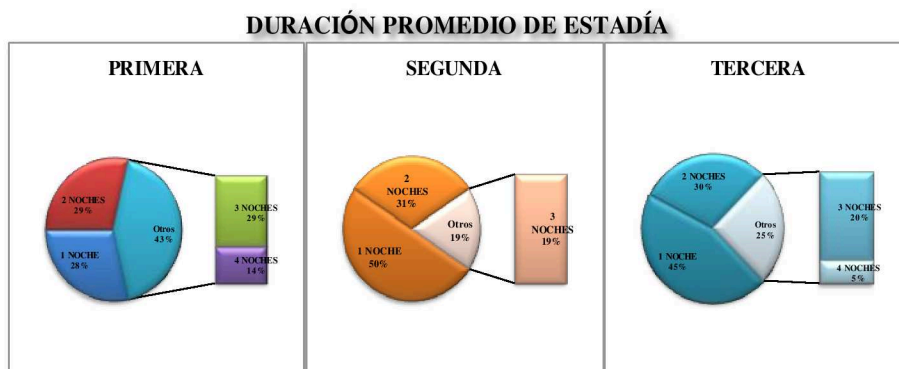 DURACIÓN PROMEDIO DE ESTADÍA
PRIMERA
2 NOCHES
29%
1 NOCHE
28%
Otros
43%
3 NOCHES
29%
4 NOCHES
14%
SEGUNDA
2
NOCHES
31%
1 NOCHE
50%
Otros
19%
3
NOCHES
19%
TERCERA
2 NOCHES
30%
1 NOCHE
45%
Otros
25%
3 NOCHES
20%
4 NOCHES
5%